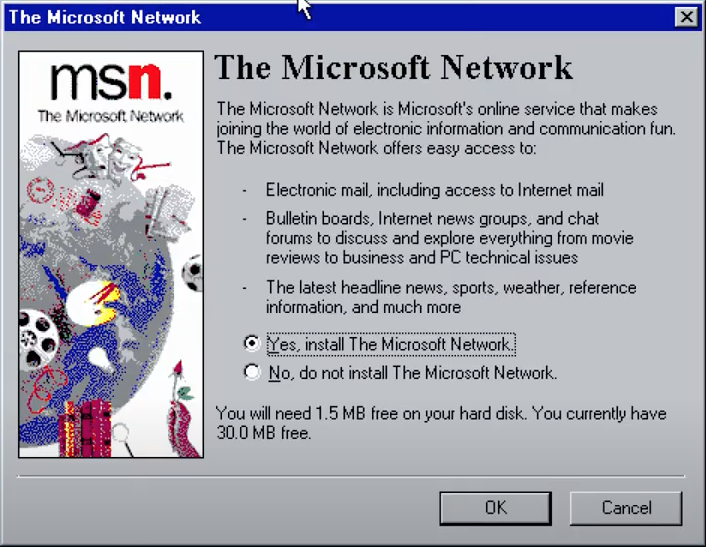 The Microsoft Network
msn.
The Microsoft Network
The Microsoft Network
The Microsoft Network is Microsoft's online service that makes
joining the world of electronic information and communication fun.
The Microsoft Network offers easy access to:
- Electronic mail, including access to Internet mail
- Bulletin boards, Internet news groups, and chat
forums to discuss and explore everything from movie
reviews to business and PC technical issues
- The latest headline news, sports, weather, reference
information, and much more
Yes, install The Microsoft Network.
No, do not install The Microsoft Network.
You will need 1.5 MB free on your hard disk. You currently have
30.0 MB free.
OK
Cancel